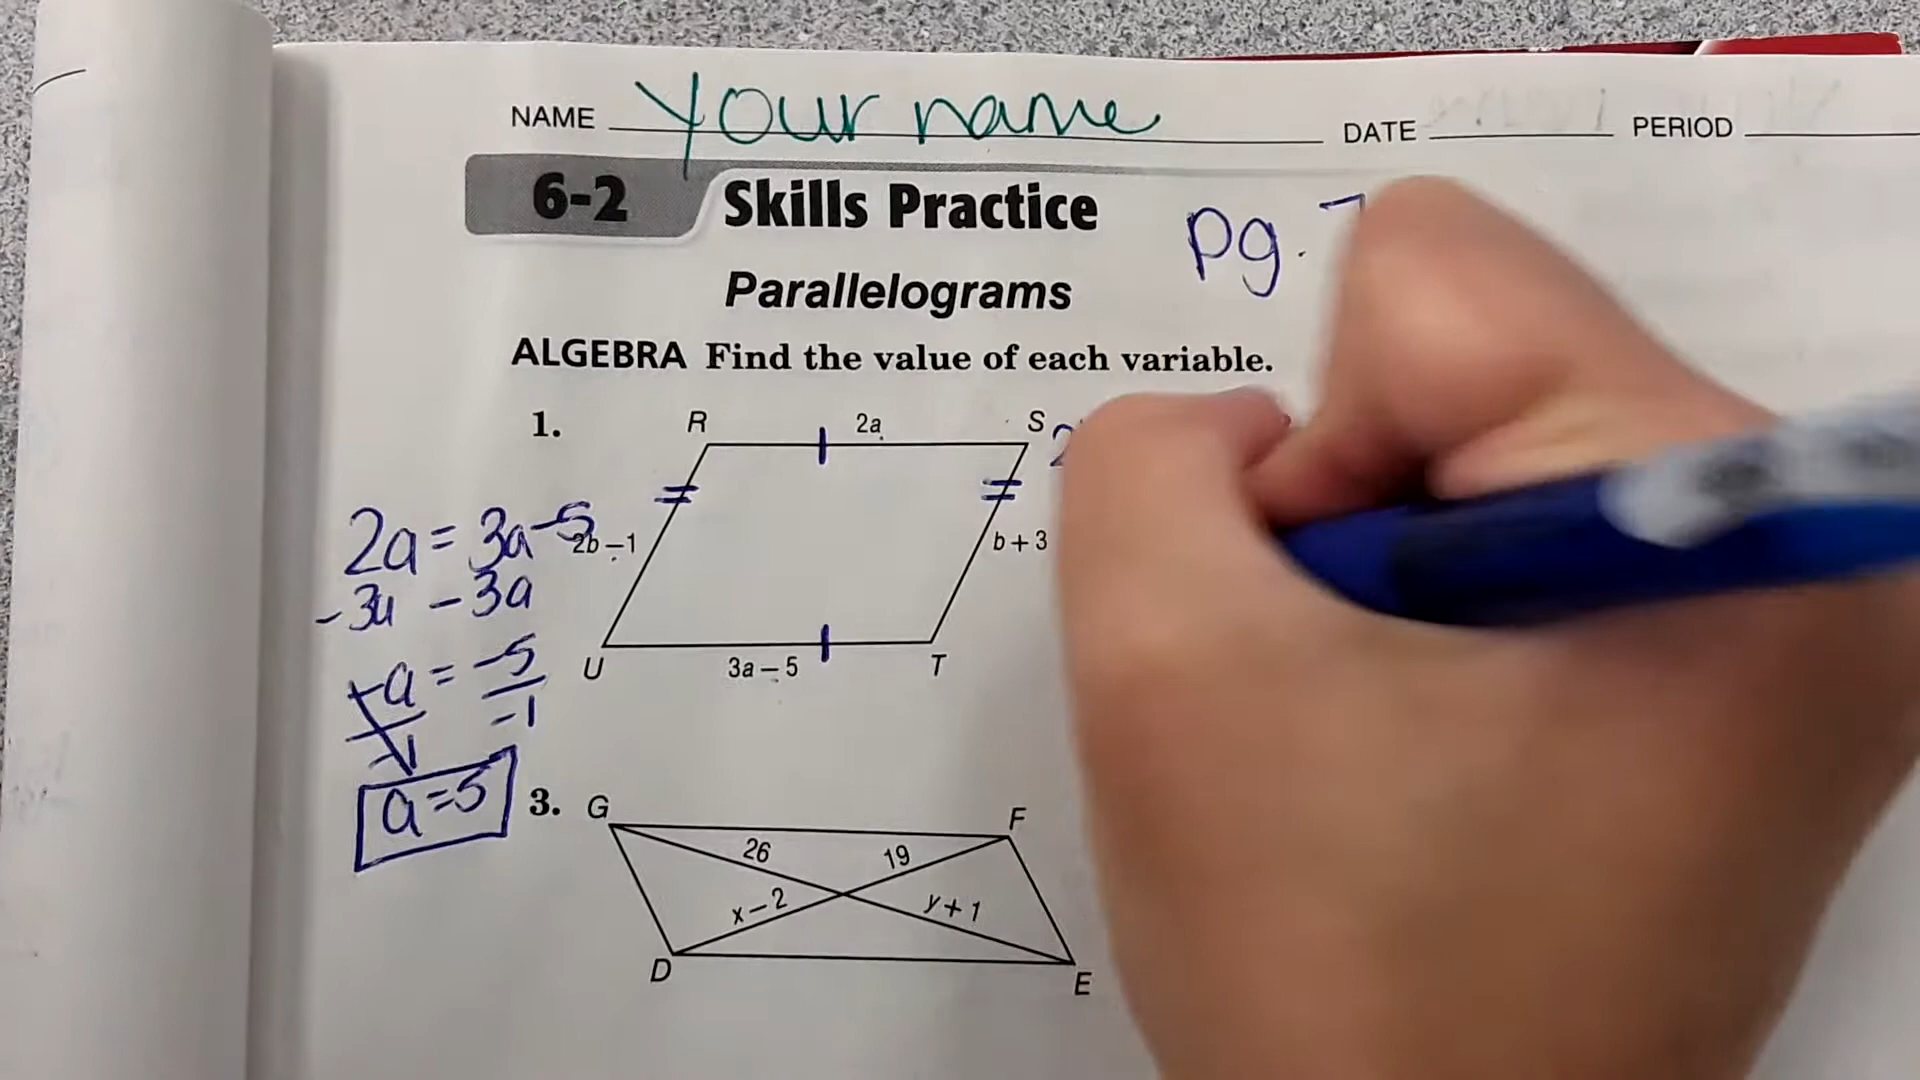 NAME Your name DATE PERIOD
6-2 Skills Practice pg. 7
Parallelograms
ALGEBRA Find the value of each variable.
1. R 2a S 2
2a = 3a - 5 2b - 1 b + 3
- 3a - 3a
-a = -5
-1 -1
U 3a - 5 T
a = 5
3. G F
26 19
x - 2 y + 1
D E